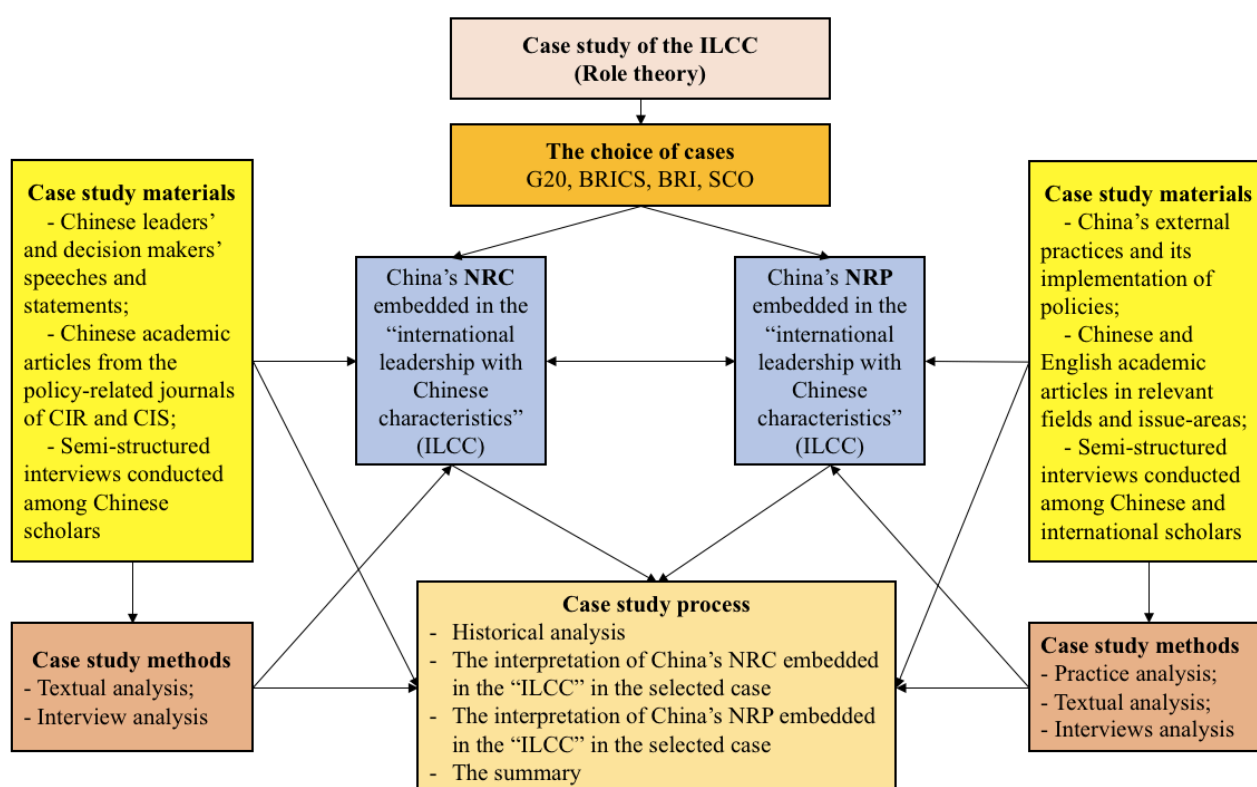 Case study of the ILCC
(Role theory)
The choice of cases
G20, BRICS, BRI, SCO
Case study materials
- Chinese leaders’
and decision makers’
speeches and
statements;
- Chinese academic
articles from the
policy-related journals
of CIR and CIS;
- Semi-structured
interviews conducted
among Chinese
scholars
China’s NRC
embedded in the
“international
leadership with
Chinese
characteristics”
(ILCC)
China’s NRP
embedded in the
“international
leadership with
Chinese
characteristics”
(ILCC)
Case study materials
- China’s external
practices and its
implementation of
policies;
- Chinese and
English academic
articles in relevant
fields and issue-areas;
- Semi-structured
interviews conducted
among Chinese and
international scholars
Case study methods
- Textual analysis;
- Interview analysis
Case study process
- Historical analysis
- The interpretation of China’s NRC embedded
in the “ILCC” in the selected case
- The interpretation of China’s NRP embedded
in the “ILCC” in the selected case
- The summary
Case study methods
- Practice analysis;
- Textual analysis;
- Interviews analysis